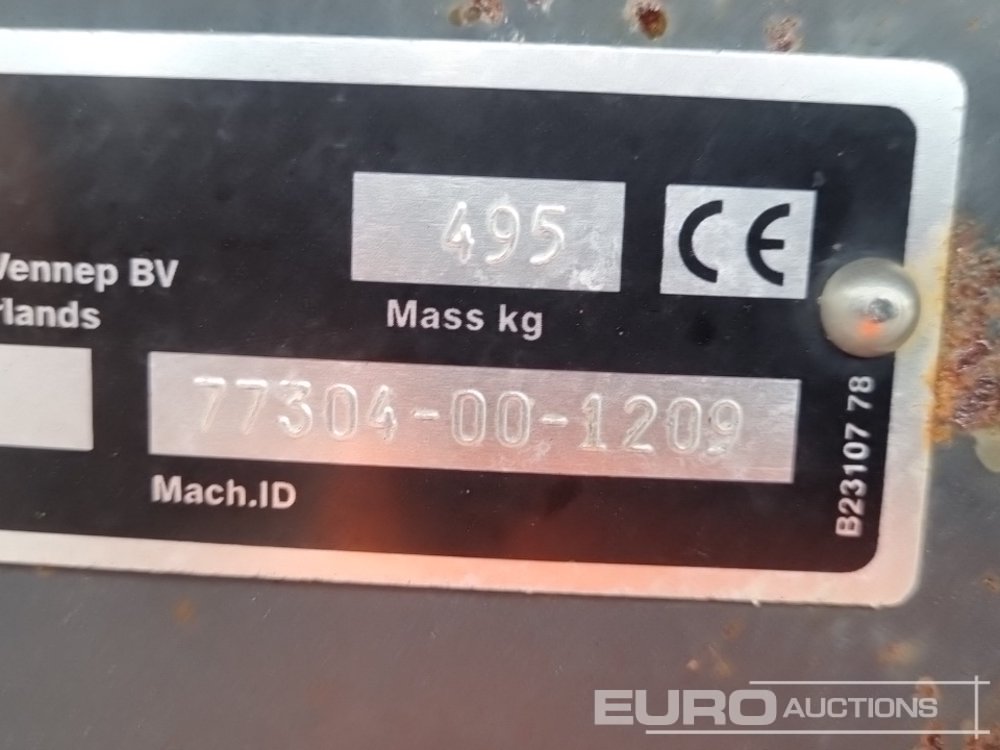 495
CE
Vennep BV
rlands
Mass kg
77304-00-1209
Mach.ID
B23107 78
EURO AUCTIONS